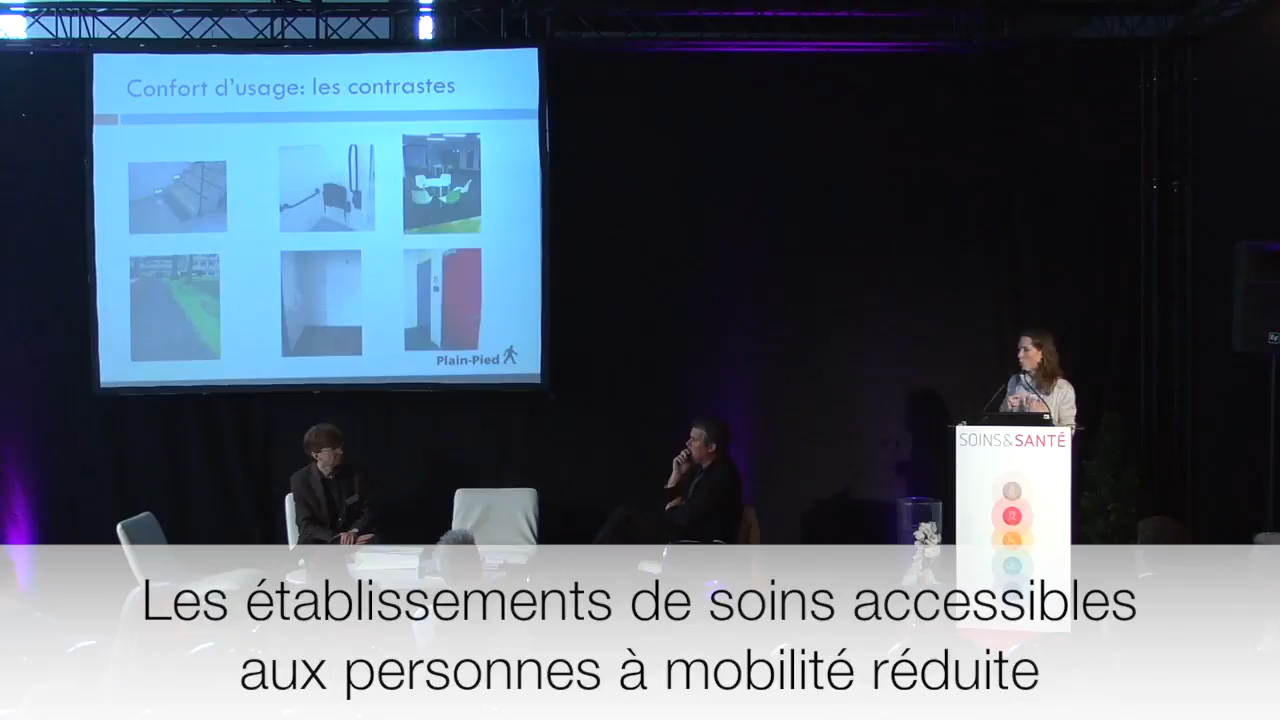 Confort d'usage: les contrastes
Plain-Pied
SOINS&SANTÉ
Les établissements de soins accessibles
aux personnes à mobilité réduite